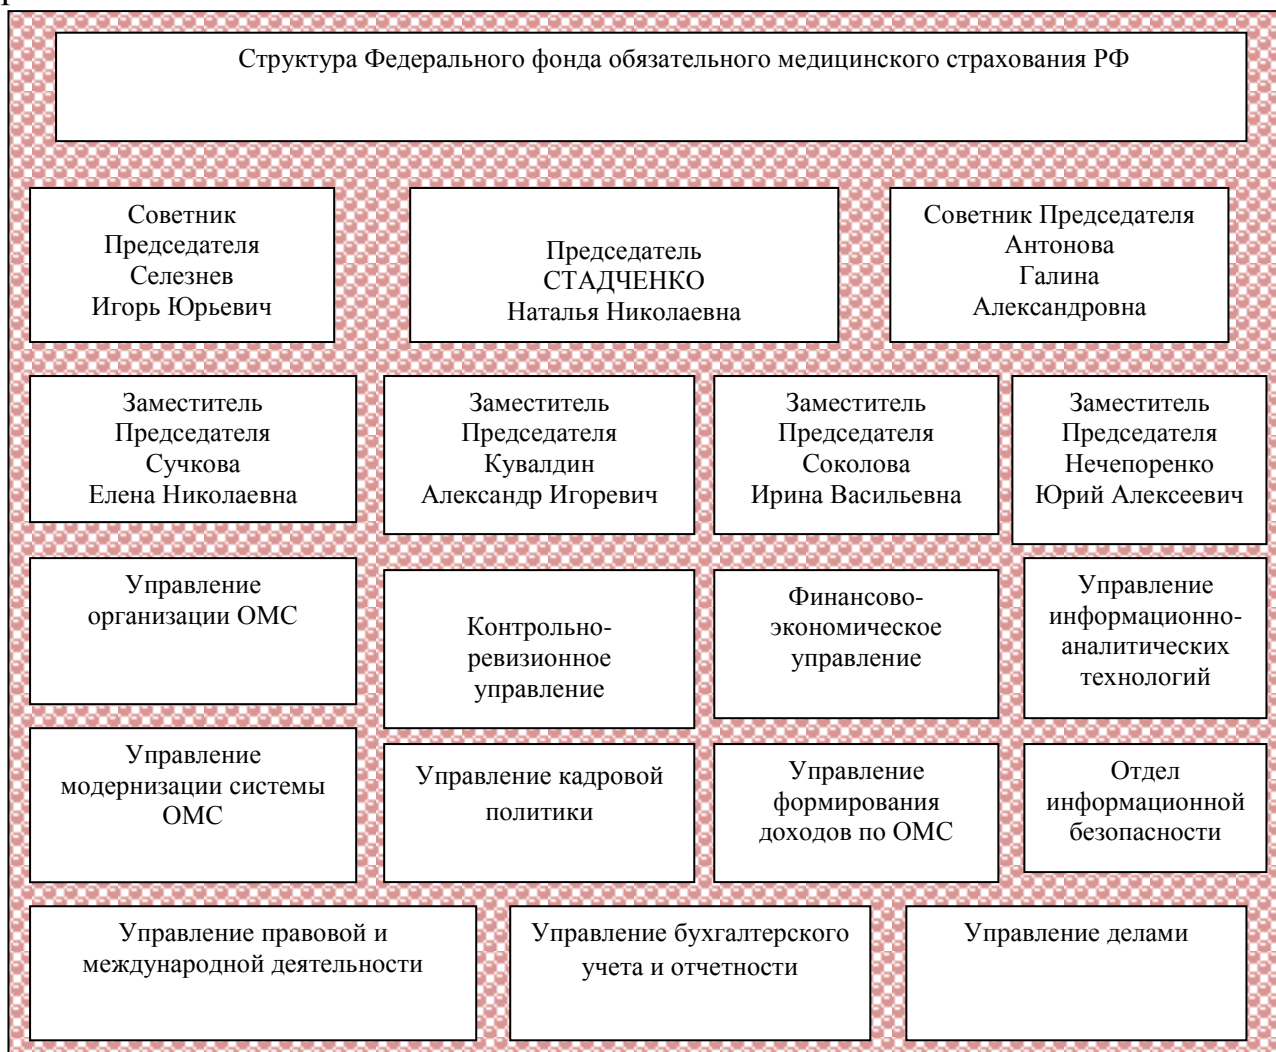 Структура Федерального фонда обязательного медицинского страхования РФ
Советник
Председателя
Селезнев
Игорь Юрьевич
Председатель
СТАДЧЕНКО
Наталья Николаевна
Советник Председателя
Антонова
Галина
Александровна
Заместитель
Председателя
Сучкова
Елена Николаевна
Заместитель
Председателя
Кувалдин
Александр Игоревич
Заместитель
Председателя
Соколова
Ирина Васильевна
Заместитель
Председателя
Нечепоренко
Юрий Алексеевич
Управление
организации ОМС
Контрольно-
ревизионное
управление
Финансово-
экономическое
управление
Управление
информационно-
аналитических
технологий
Управление
модернизации системы
ОМС
Управление кадровой
политики
Управление
формирования
доходов по ОМС
Отдел
информационной
безопасности
Управление правовой и
международной деятельности
Управление бухгалтерского
учета и отчетности
Управление делами